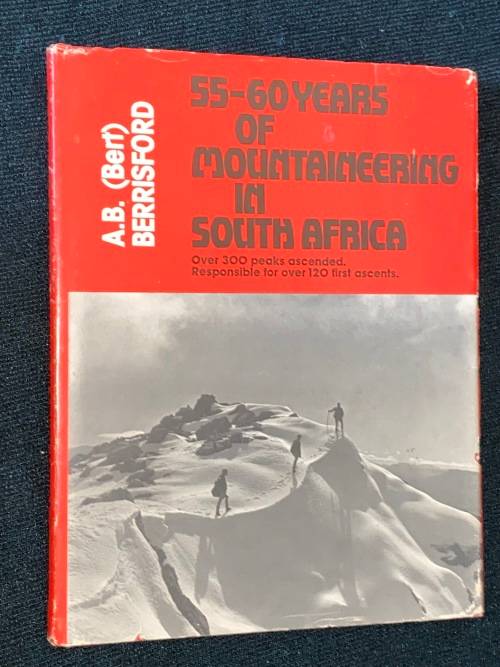 A.B. (Bert)
BERRISFORD
55-60 YEARS
OF
MOUNTAINEERING
IN
SOUTH AFRICA
Over 300 peaks ascended.
Responsible for over 120 first ascents.